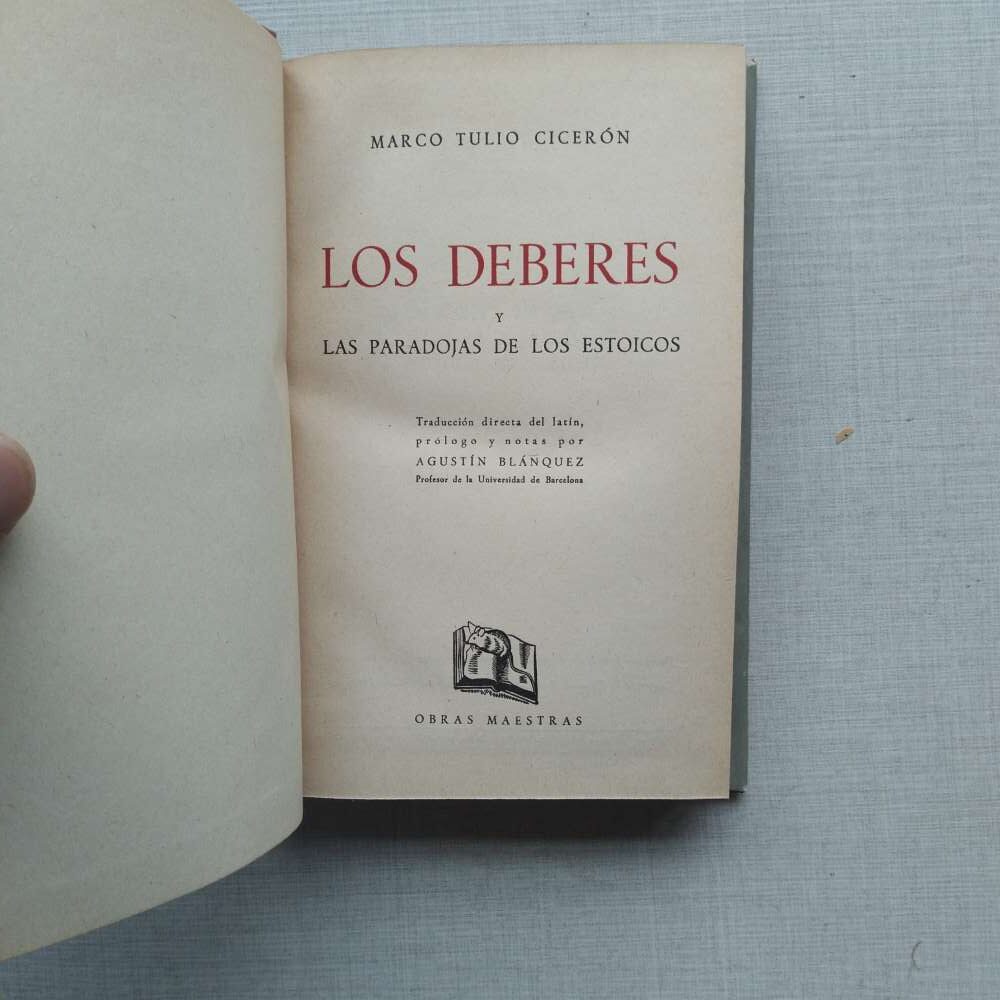 MARCO TULIO CICERÓN
LOS DEBERES
Y
LAS PARADOJAS DE LOS ESTOICOS
Traducción directa del latín,
prólogo y notas por
AGUSTÍN BLÁNQUEZ
Profesor de la Universidad de Barcelona
OBRAS MAESTRAS